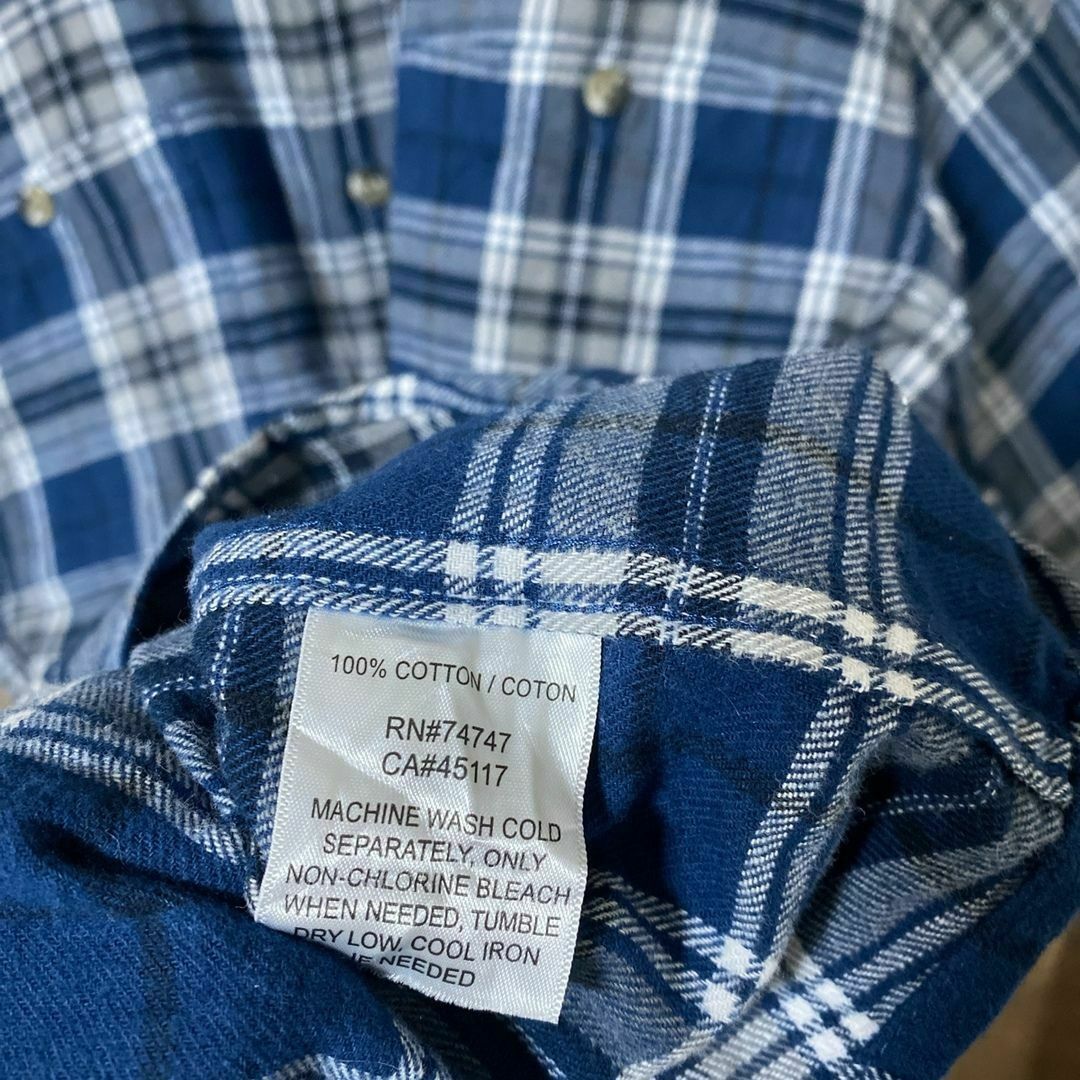 100% COTTON / COTON
RN#74747
CA#45117
MACHINE WASH COLD
SEPARATELY, ONLY
NON-CHLORINE BLEACH
WHEN NEEDED, TUMBLE
DRY LOW, COOL IRON
IF NEEDED